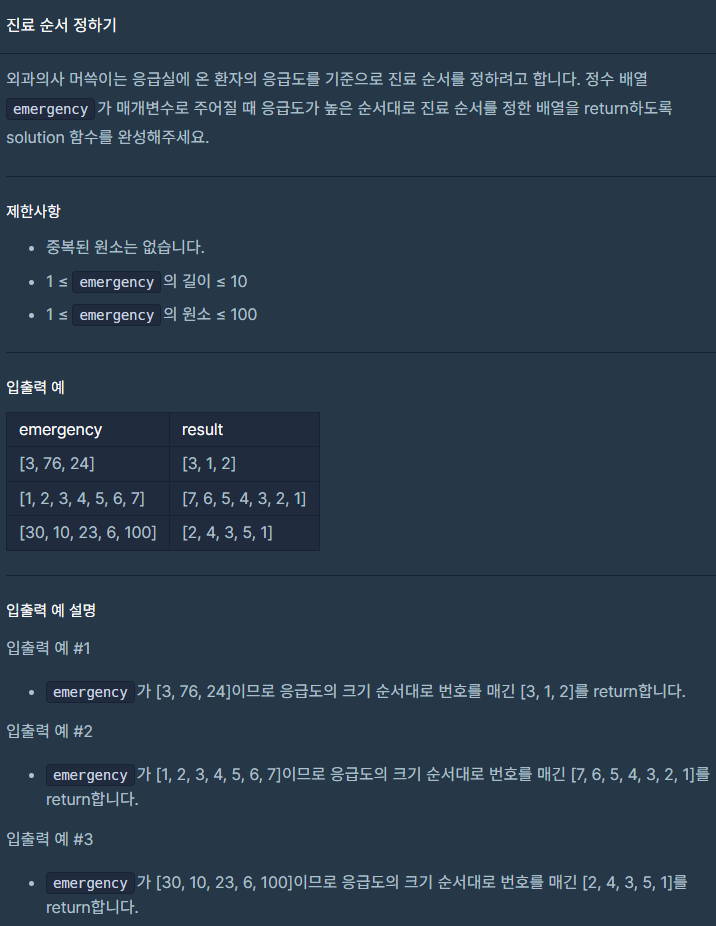 진료 순서 정하기
외과의사 머쓱이는 응급실에 온 환자의 응급도를 기준으로 진료 순서를 정하려고 합니다. 정수 배열
emergency가 매개변수로 주어질 때 응급도가 높은 순서대로 진료 순서를 정한 배열을 return하도록
solution 함수를 완성해주세요.
제한사항
• 중복된 원소는 없습니다.
• 1 ≤ emergency의 길이 ≤ 10
• 1 ≤ emergency의 원소 ≤ 100
입출력 예
emergency result
[3, 76, 24] [3, 1, 2]
[1, 2, 3, 4, 5, 6, 7] [7, 6, 5, 4, 3, 2, 1]
[30, 10, 23, 6, 100] [2, 4, 3, 5, 1]
입출력 예 설명
입출력 예 #1
• emergency가 [3, 76, 24]이므로 응급도의 크기 순서대로 번호를 매긴 [3, 1, 2]를 return합니다.
입출력 예 #2
• emergency가 [1, 2, 3, 4, 5, 6, 7]이므로 응급도의 크기 순서대로 번호를 매긴 [7, 6, 5, 4, 3, 2, 1]를
return합니다.
입출력 예 #3
• emergency가 [30, 10, 23, 6, 100]이므로 응급도의 크기 순서대로 번호를 매긴 [2, 4, 3, 5, 1]를
return합니다.